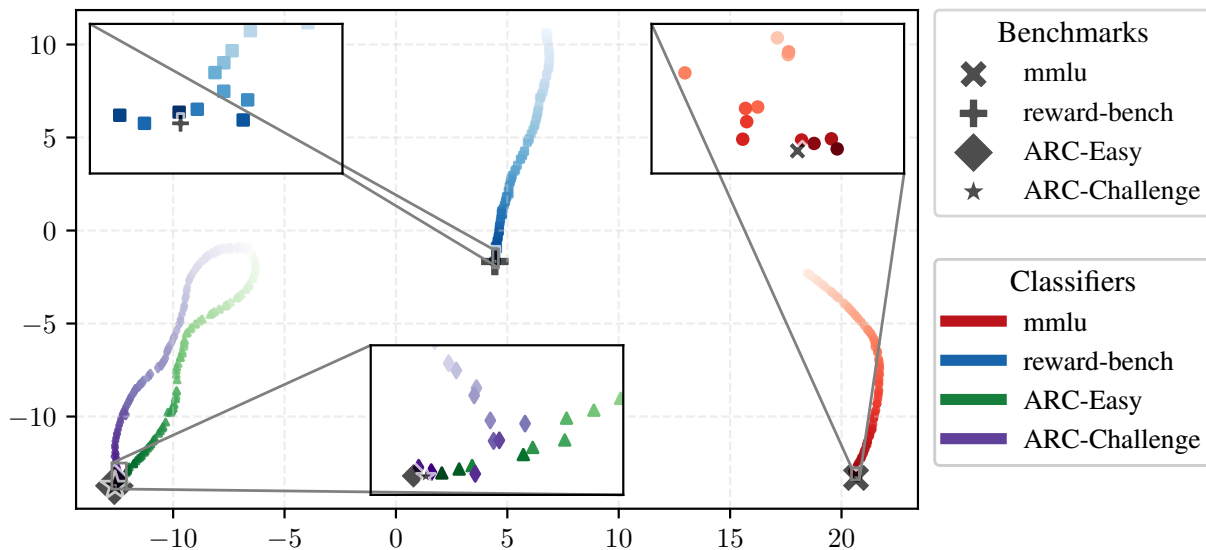 10
5
0
−5
−10
−10
−5
0
5
10
15
20
Benchmarks
mmlu
reward-bench
ARC-Easy
ARC-Challenge
Classifiers
mmlu
reward-bench
ARC-Easy
ARC-Challenge